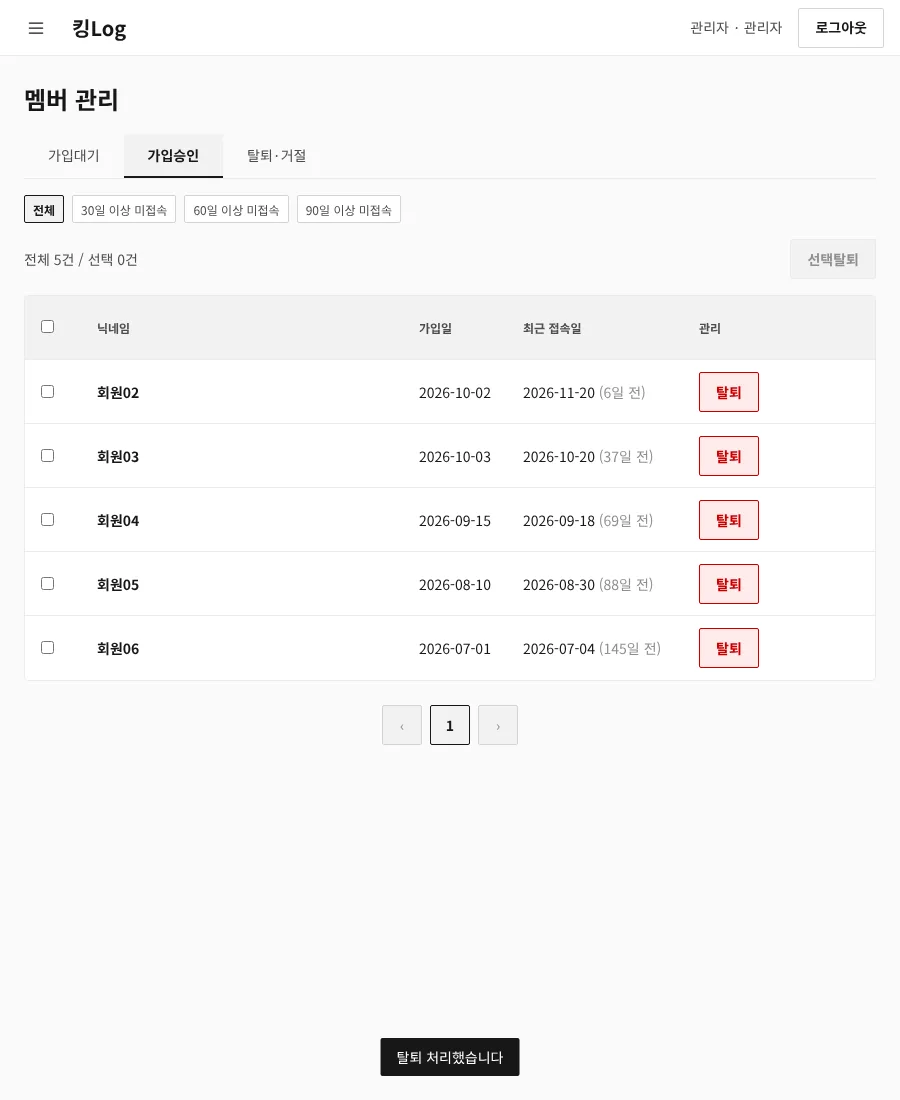 킹Log
관리자 · 관리자
로그아웃
멤버 관리
가입대기 가입승인 탈퇴·거절
전체 30일 이상 미접속 60일 이상 미접속 90일 이상 미접속
전체 5건 / 선택 0건
선택탈퇴
닉네임 가입일 최근 접속일 관리
회원02 2026-10-02 2026-11-20 (6일 전) 탈퇴
회원03 2026-10-03 2026-10-20 (37일 전) 탈퇴
회원04 2026-09-15 2026-09-18 (69일 전) 탈퇴
회원05 2026-08-10 2026-08-30 (88일 전) 탈퇴
회원06 2026-07-01 2026-07-04 (145일 전) 탈퇴
‹ 1 ›
탈퇴 처리했습니다